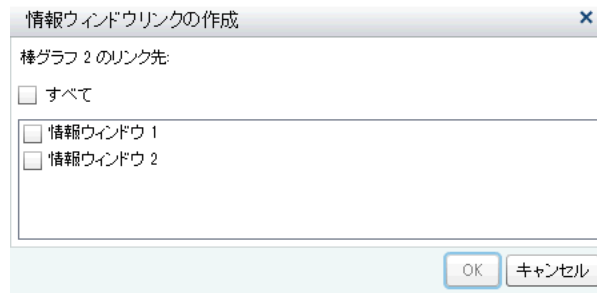 情報ウィンドウリンクの作成
棒グラフ 2 のリンク先:
すべて
情報ウィンドウ 1
情報ウィンドウ 2
OK キャンセル